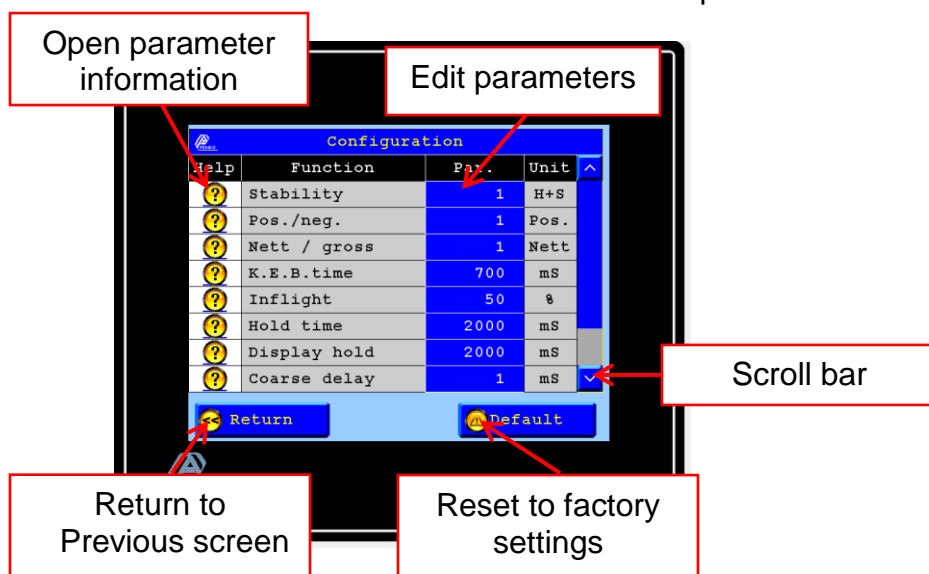 Open parameter
information
Edit parameters
Configuration
Help Function Par. Unit
? Stability 1 H+S
? Pos./neg. 1 Pos.
? Nett / gross 1 Nett
? K.E.B.time 700 mS
? Inflight 50 %
? Hold time 2000 mS
? Display hold 2000 mS
? Coarse delay 1 mS
Scroll bar
<< Return Default
Return to
Previous screen
Reset to factory
settings